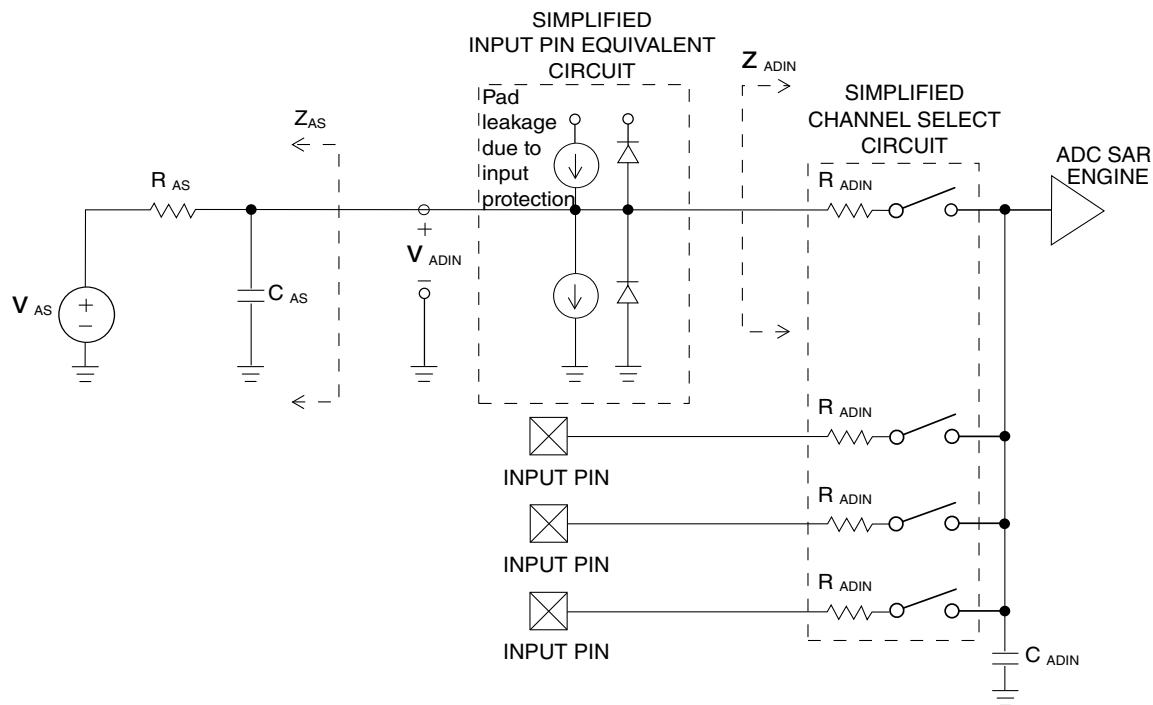 SIMPLIFIED
INPUT PIN EQUIVALENT
CIRCUIT
Pad
leakage
due to
input
protection
Z ADIN
SIMPLIFIED
CHANNEL SELECT
CIRCUIT
ADC SAR
ENGINE
ZAS
R AS
R ADIN
+
V ADIN
−
C AS
V AS
+
−
R ADIN
INPUT PIN
R ADIN
INPUT PIN
R ADIN
INPUT PIN
C ADIN